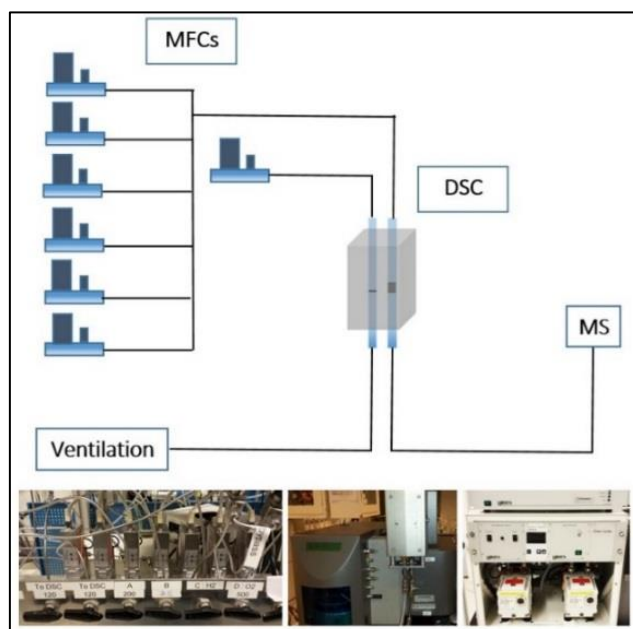 MFCs
DSC
MS
Ventilation
To DSC
120
To DSC
120
A
200
B
C H2
D O2
500